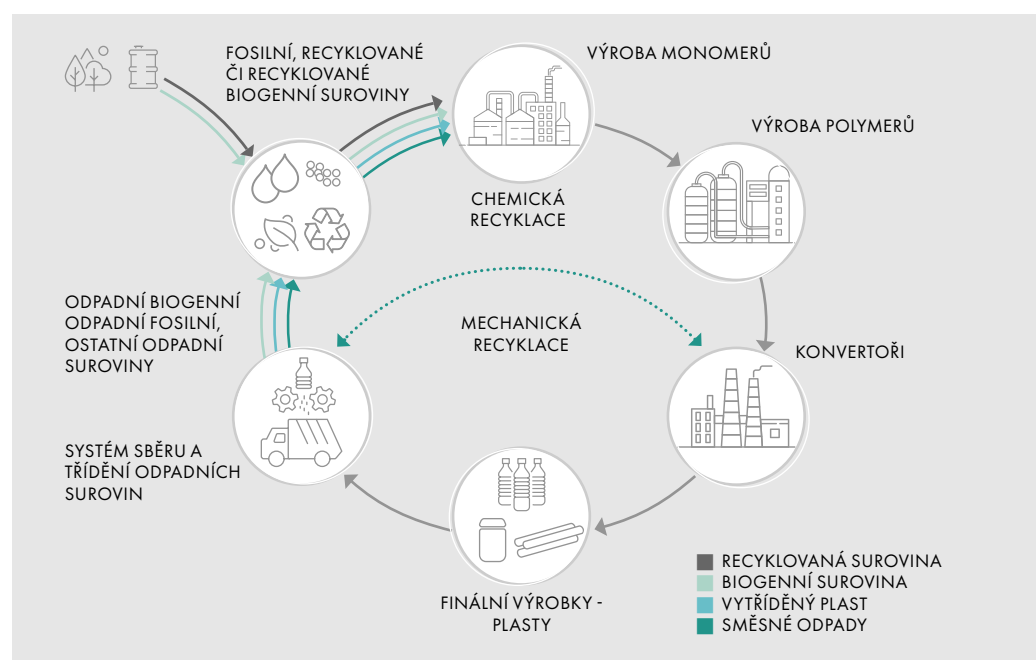 FOSILNÍ, RECYKLOVANÉ
ČI RECYKLOVANÉ
BIOGENNÍ SUROVINY
VÝROBA MONOMERŮ
VÝROBA POLYMERŮ
CHEMICKÁ
RECYKLACE
ODPADNÍ BIOGENNÍ
ODPADNÍ FOSILNÍ,
OSTATNÍ ODPADNÍ
SUROVINY
MECHANICKÁ
RECYKLACE
KONVERTOŘI
SYSTÉM SBĚRU A
TŘÍDĚNÍ ODPADNÍCH
SUROVIN
FINÁLNÍ VÝROBKY -
PLASTY
RECYKLOVANÁ SUROVINA
BIOGENNÍ SUROVINA
VYTŘÍDĚNÝ PLAST
SMĚSNÉ ODPADY